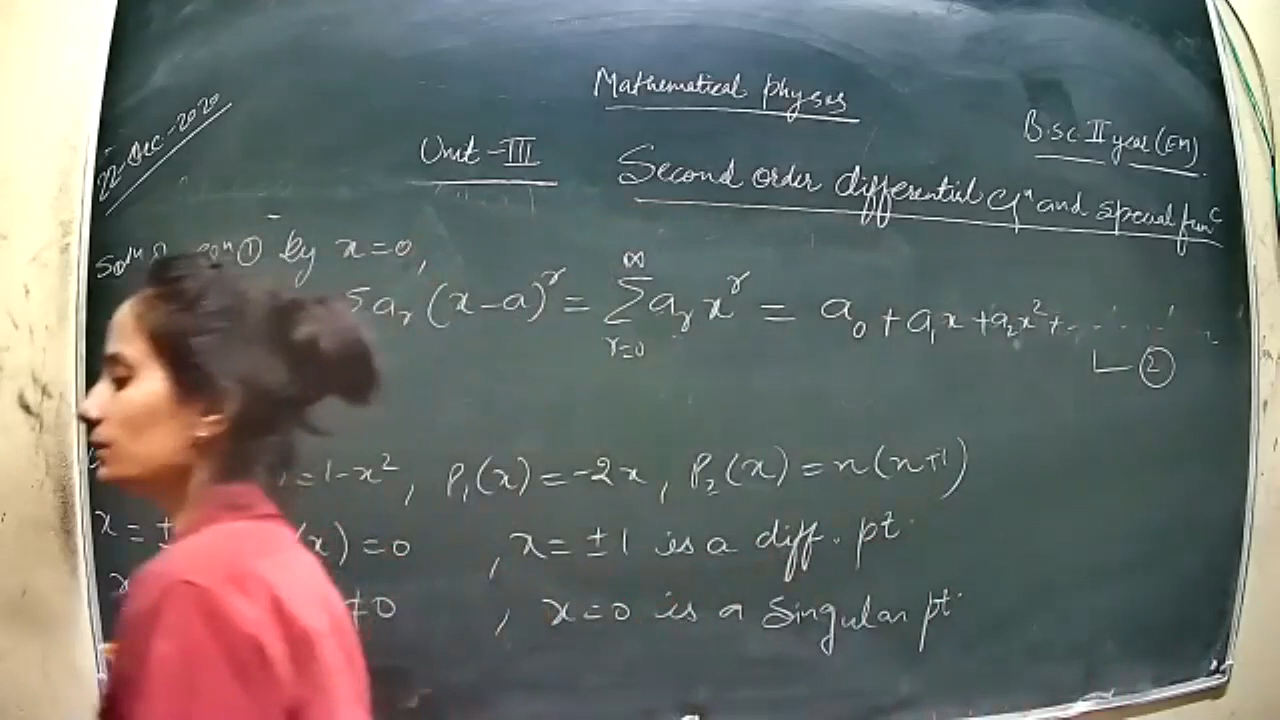 Mathematical Physics
22-Dec-2020
B.Sc II year (EM)
Unit-III
Second order differential Eqⁿ and special funᶜ
Solⁿ eqⁿ ① by x=0,
Σ aᵣ (x-a)ʳ = Σ aᵣ xʳ = a₀ + a₁x + a₂x² + ......
∞
r=0
②
=1-x², P₁(x)=-2x, P₂(x)=n(n+1)
x=± (x)=0 , x=±1 is a diff. pt.
x ≠0 , x=0 is a singular pt.